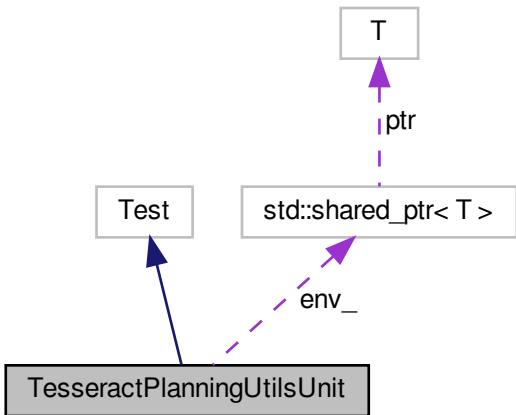 T
ptr
Test
std::shared_ptr< T >
env_
TesseractPlanningUtilsUnit